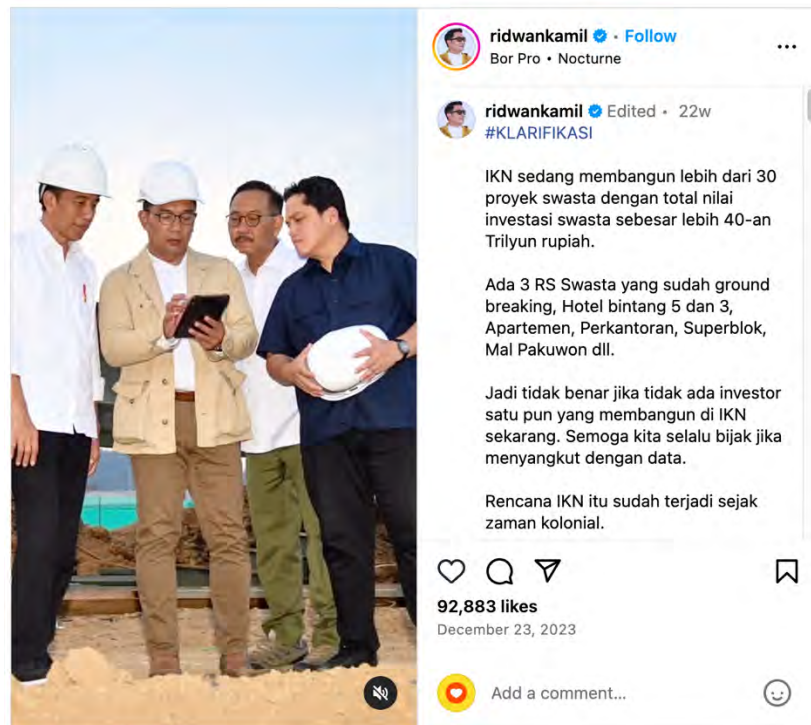 ridwankamil • Follow
Bor Pro • Nocturne
ridwankamil Edited • 22w
#KLARIFIKASI
IKN sedang membangun lebih dari 30
proyek swasta dengan total nilai
investasi swasta sebesar lebih 40-an
Trilyun rupiah.
Ada 3 RS Swasta yang sudah ground
breaking, Hotel bintang 5 dan 3,
Apartemen, Perkantoran, Superblok,
Mal Pakuwon dll.
Jadi tidak benar jika tidak ada investor
satu pun yang membangun di IKN
sekarang. Semoga kita selalu bijak jika
menyangkut dengan data.
Rencana IKN itu sudah terjadi sejak
zaman kolonial.
92,883 likes
December 23, 2023
Add a comment...